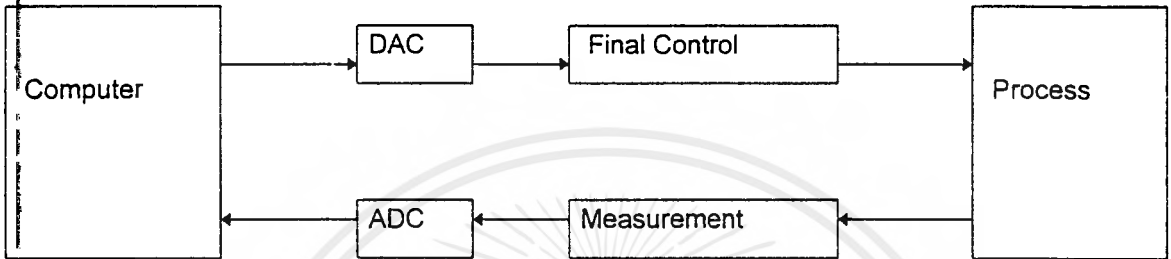 DAC
Final Control
Computer
Process
ADC
Measurement